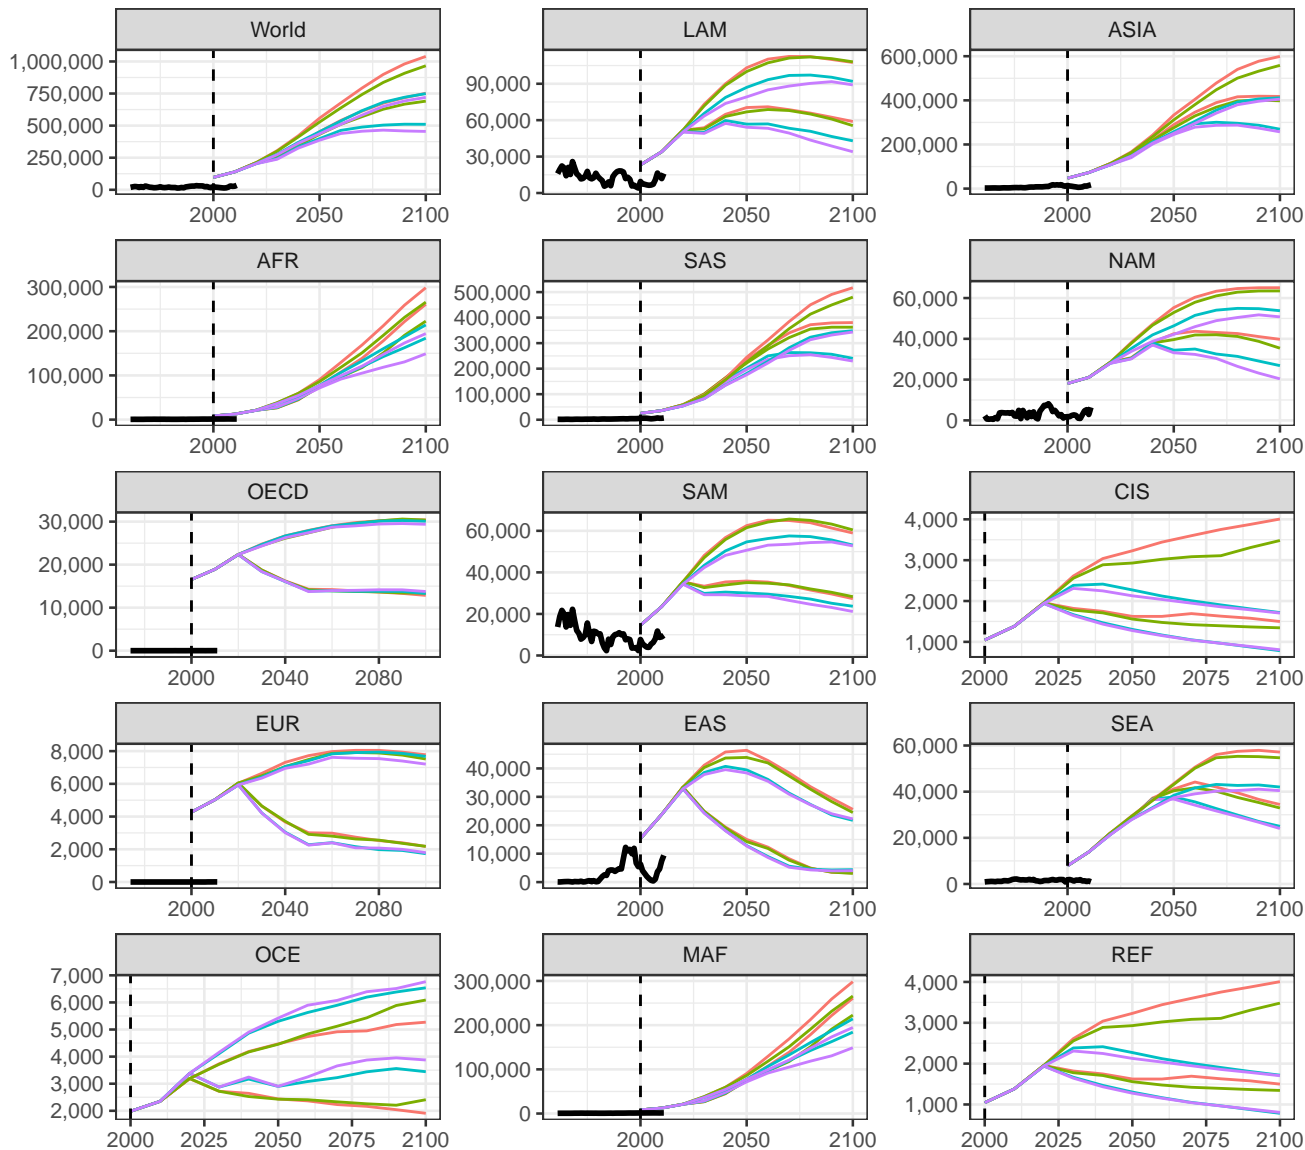 World
1,000,000
750,000
500,000
250,000
0
2000 2050 2100
LAM
90,000
60,000
30,000
0
2000 2050 2100
ASIA
600,000
400,000
200,000
0
2000 2050 2100
AFR
300,000
200,000
100,000
0
2000 2050 2100
SAS
500,000
400,000
300,000
200,000
100,000
0
2000 2050 2100
NAM
60,000
40,000
20,000
0
2000 2050 2100
OECD
30,000
20,000
10,000
0
2000 2040 2080
SAM
60,000
40,000
20,000
0
2000 2050 2100
CIS
4,000
3,000
2,000
1,000
2000 2025 2050 2075 2100
EUR
8,000
6,000
4,000
2,000
0
2000 2040 2080
EAS
40,000
30,000
20,000
10,000
0
2000 2050 2100
SEA
60,000
40,000
20,000
0
2000 2050 2100
OCE
7,000
6,000
5,000
4,000
3,000
2,000
2000 2025 2050 2075 2100
MAF
300,000
200,000
100,000
0
2000 2050 2100
REF
4,000
3,000
2,000
1,000
2000 2025 2050 2075 2100